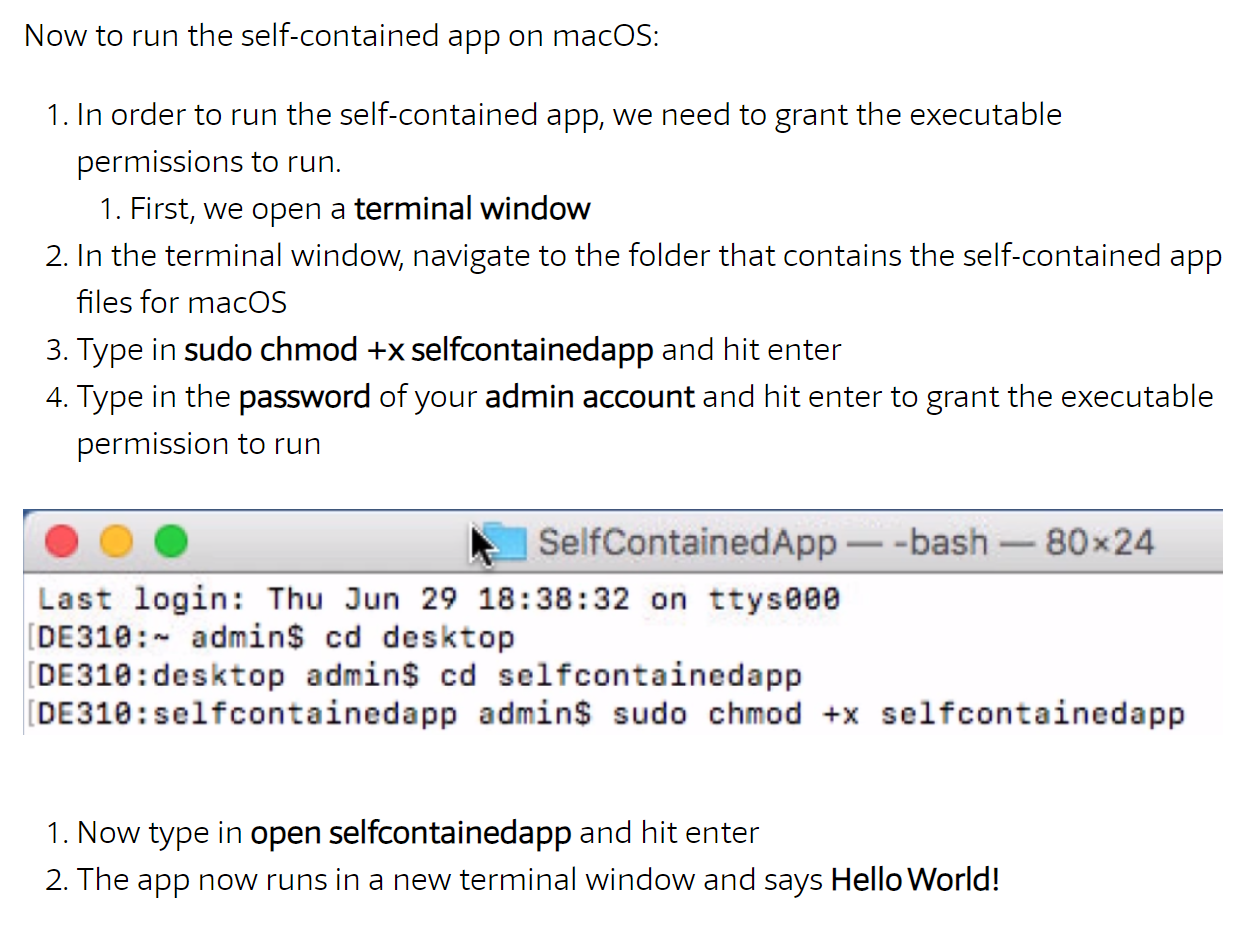 Now to run the self-contained app on macOS:
1. In order to run the self-contained app, we need to grant the executable
permissions to run.
1. First, we open a terminal window
2. In the terminal window, navigate to the folder that contains the self-contained app
files for macOS
3. Type in sudo chmod +x selfcontainedapp and hit enter
4. Type in the password of your admin account and hit enter to grant the executable
permission to run
SelfContainedApp — -bash — 80×24
Last login: Thu Jun 29 18:38:32 on ttys000
[DE310:~ admin$ cd desktop
[DE310:desktop admin$ cd selfcontainedapp
[DE310:selfcontainedapp admin$ sudo chmod +x selfcontainedapp
1. Now type in open selfcontainedapp and hit enter
2. The app now runs in a new terminal window and says Hello World!